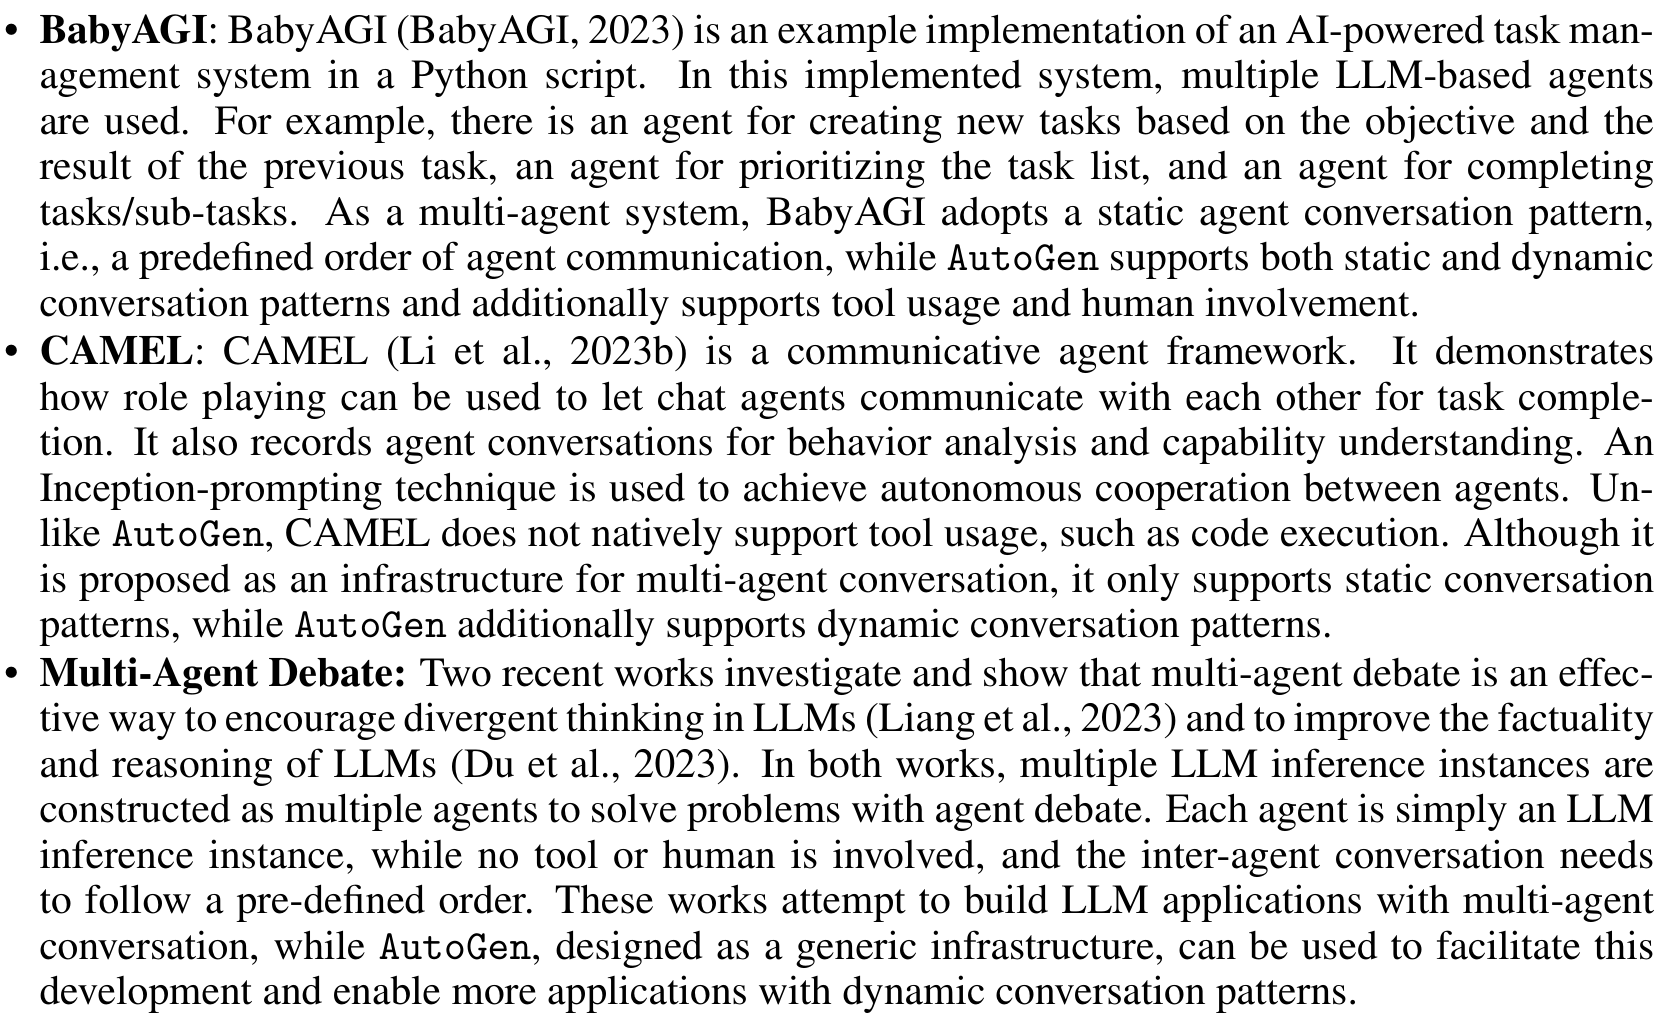 • BabyAGI: BabyAGI (BabyAGI, 2023) is an example implementation of an AI-powered task man-
agement system in a Python script. In this implemented system, multiple LLM-based agents
are used. For example, there is an agent for creating new tasks based on the objective and the
result of the previous task, an agent for prioritizing the task list, and an agent for completing
tasks/sub-tasks. As a multi-agent system, BabyAGI adopts a static agent conversation pattern,
i.e., a predefined order of agent communication, while AutoGen supports both static and dynamic
conversation patterns and additionally supports tool usage and human involvement.
• CAMEL: CAMEL (Li et al., 2023b) is a communicative agent framework. It demonstrates
how role playing can be used to let chat agents communicate with each other for task comple-
tion. It also records agent conversations for behavior analysis and capability understanding. An
Inception-prompting technique is used to achieve autonomous cooperation between agents. Un-
like AutoGen, CAMEL does not natively support tool usage, such as code execution. Although it
is proposed as an infrastructure for multi-agent conversation, it only supports static conversation
patterns, while AutoGen additionally supports dynamic conversation patterns.
• Multi-Agent Debate: Two recent works investigate and show that multi-agent debate is an effec-
tive way to encourage divergent thinking in LLMs (Liang et al., 2023) and to improve the factuality
and reasoning of LLMs (Du et al., 2023). In both works, multiple LLM inference instances are
constructed as multiple agents to solve problems with agent debate. Each agent is simply an LLM
inference instance, while no tool or human is involved, and the inter-agent conversation needs
to follow a pre-defined order. These works attempt to build LLM applications with multi-agent
conversation, while AutoGen, designed as a generic infrastructure, can be used to facilitate this
development and enable more applications with dynamic conversation patterns.